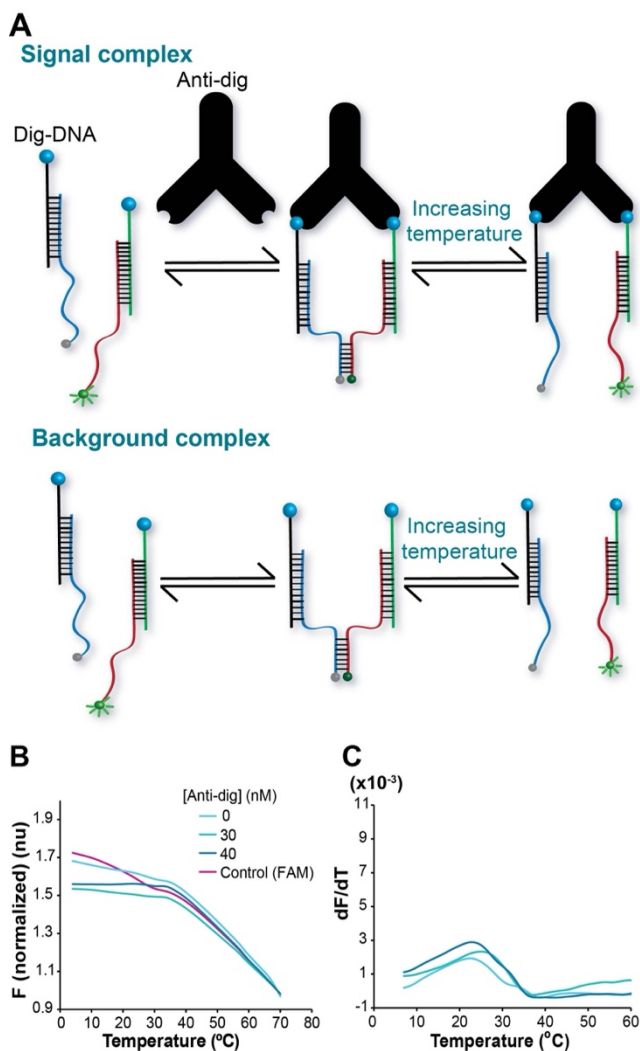 A
Signal complex
Anti-dig
Dig-DNA
Increasing
temperature
Background complex
Increasing
temperature
B
[Anti-dig] (nM)
0
30
40
Control (FAM)
F (normalized) (nu)
1.9
1.7
1.5
1.3
1.1
0.9
0 10 20 30 40 50 60 70 80
Temperature (ºC)
C
(x10⁻³)
dF/dT
11
9
7
5
3
1
-1
0 10 20 30 40 50 60
Temperature (°C)